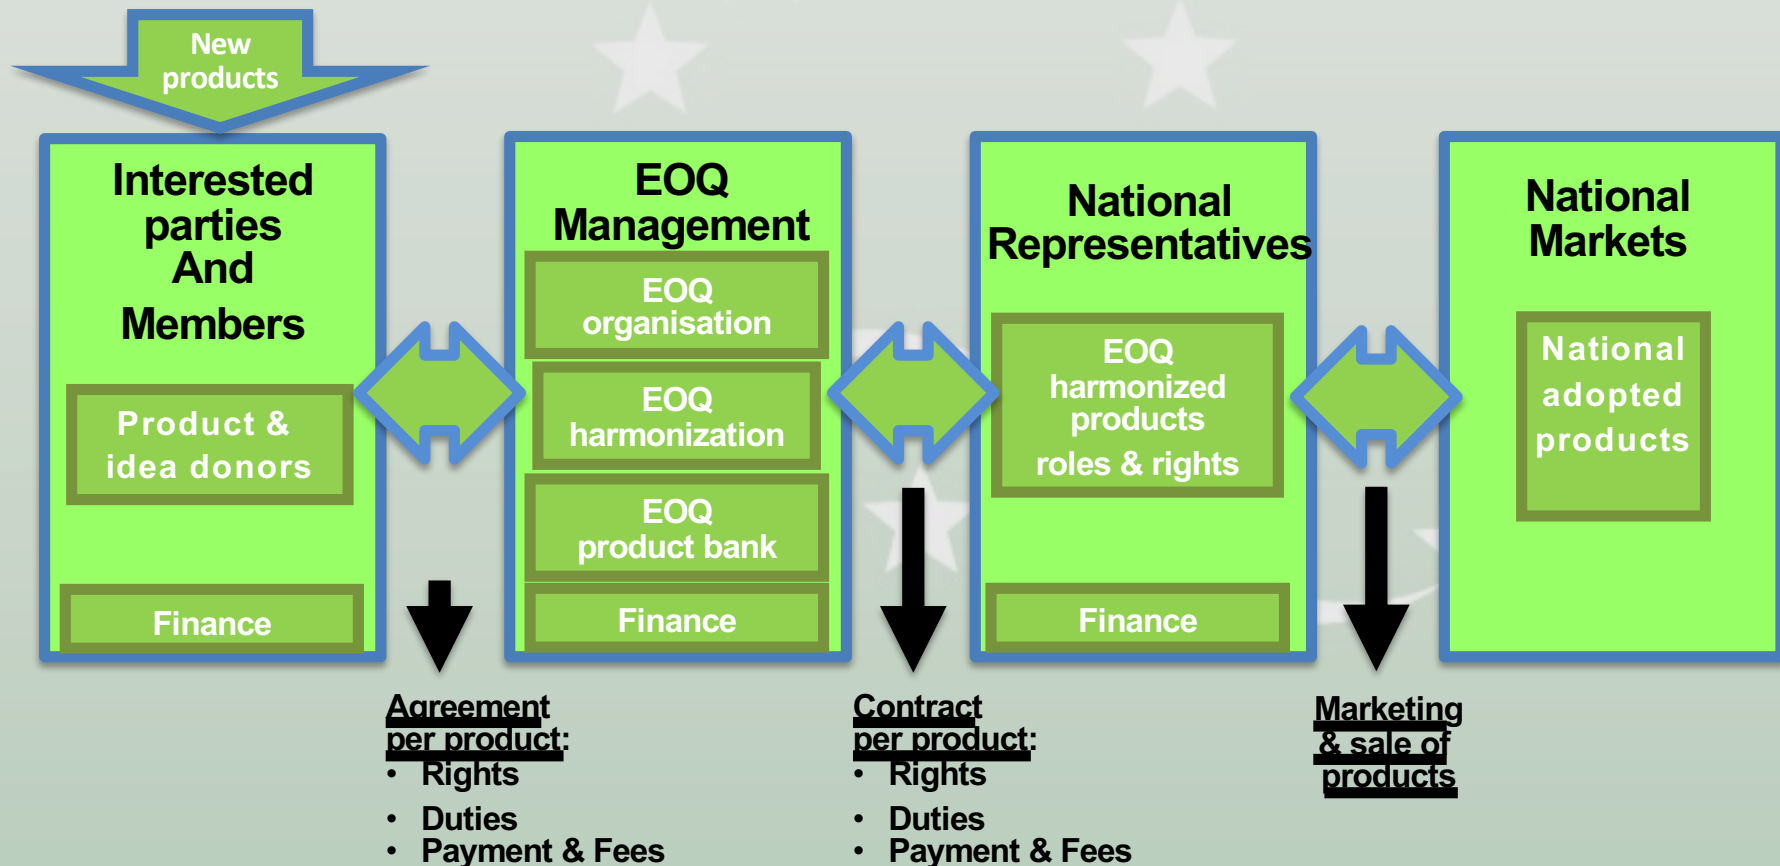 New
products
Interested
parties
And
Members
Product &
idea donors
Finance
EOQ
Management
EOQ
organisation
EOQ
harmonization
EOQ
product bank
Finance
National
Representatives
EOQ
harmonized
products
roles & rights
Finance
National
Markets
National
adopted
products
Agreement
per product:
• Rights
• Duties
• Payment & Fees
Contract
per product:
• Rights
• Duties
• Payment & Fees
Marketing
& sale of
products